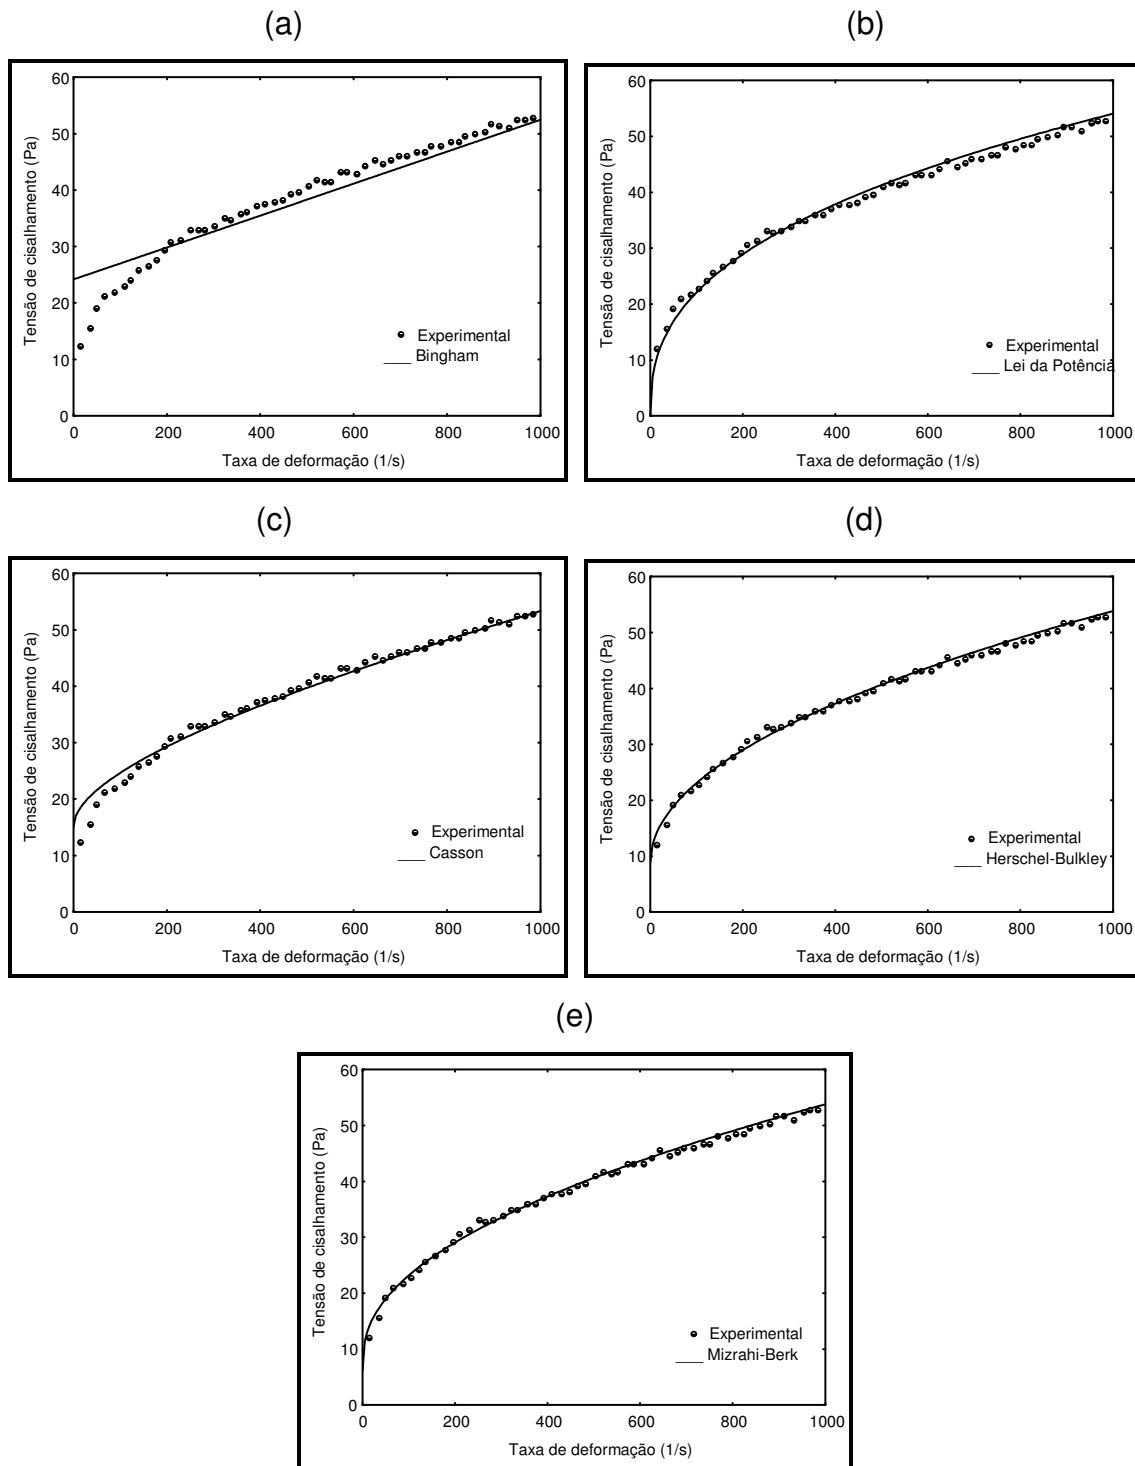 (a)
60
50
40
30
20
10
0
Tensão de cisalhamento (Pa)
Experimental
___ Bingham
0 200 400 600 800 1000
Taxa de deformação (1/s)
(b)
60
50
40
30
20
10
0
Tensão de cisalhamento (Pa)
Experimental
___ Lei da Potência
0 200 400 600 800 1000
Taxa de deformação (1/s)
(c)
60
50
40
30
20
10
0
Tensão de cisalhamento (Pa)
Experimental
___ Casson
0 200 400 600 800 1000
Taxa de deformação (1/s)
(d)
60
50
40
30
20
10
0
Tensão de cisalhamento (Pa)
Experimental
___ Herschel-Bulkley
0 200 400 600 800 1000
Taxa de deformação (1/s)
(e)
60
50
40
30
20
10
0
Tensão de cisalhamento (Pa)
Experimental
___ Mizrahi-Berk
0 200 400 600 800 1000
Taxa de deformação (1/s)